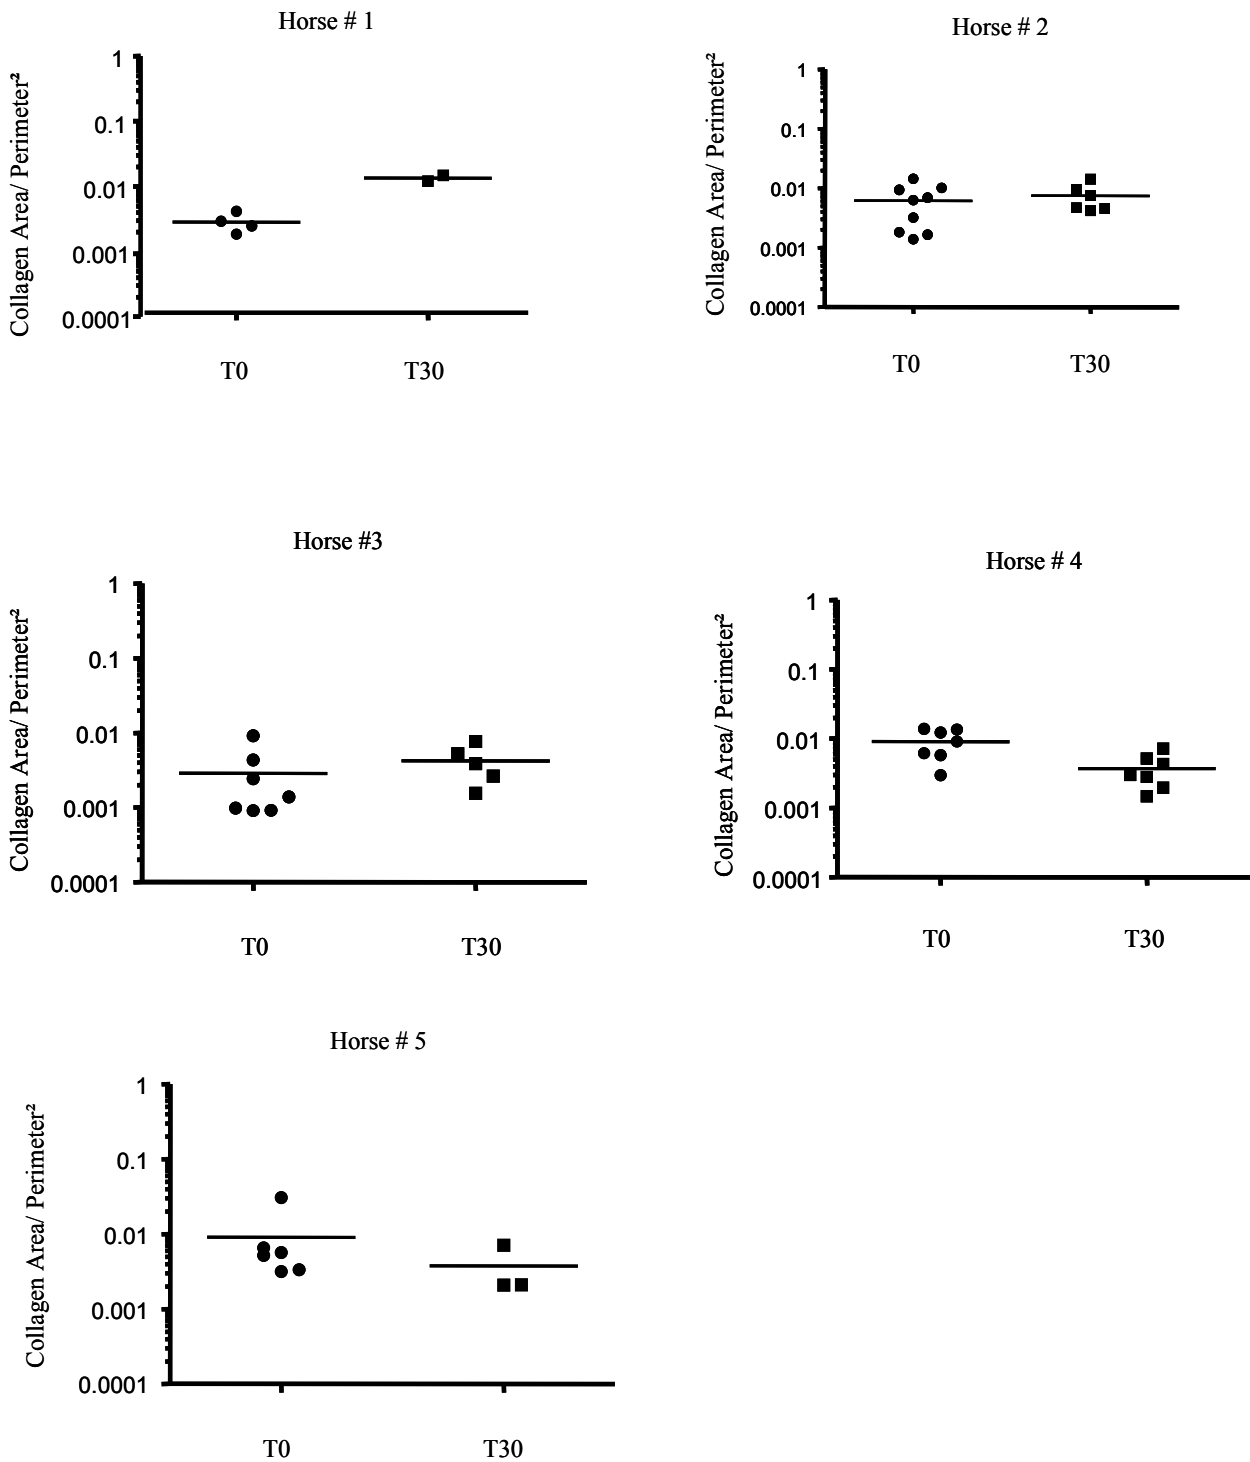 Horse # 1
Collagen Area/ Perimeter²
1
0.1
0.01
0.001
0.0001
T0 T30
Horse # 2
Collagen Area/ Perimeter²
1
0.1
0.01
0.001
0.0001
T0 T30
Horse #3
Collagen Area/ Perimeter²
1
0.1
0.01
0.001
0.0001
T0 T30
Horse # 4
Collagen Area/ Perimeter²
1
0.1
0.01
0.001
0.0001
T0 T30
Horse # 5
Collagen Area/ Perimeter²
1
0.1
0.01
0.001
0.0001
T0 T30